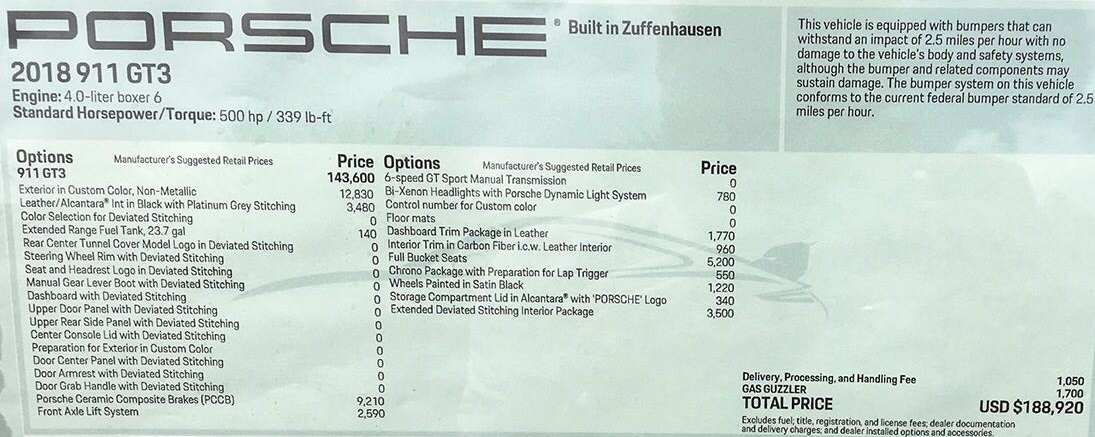 PORSCHE® Built in Zuffenhausen
2018 911 GT3
Engine: 4.0-liter boxer 6
Standard Horsepower/Torque: 500 hp / 339 lb-ft
This vehicle is equipped with bumpers that can
withstand an impact of 2.5 miles per hour with no
damage to the vehicle's body and safety systems,
although the bumper and related components may
sustain damage. The bumper system on this vehicle
conforms to the current federal bumper standard of 2.5
miles per hour.
Options Manufacturer's Suggested Retail Prices Price
911 GT3 143,600
Exterior in Custom Color, Non-Metallic 12,830
Leather/Alcantara® Int in Black with Platinum Grey Stitching 3,480
Color Selection for Deviated Stitching 0
Extended Range Fuel Tank, 23.7 gal 140
Rear Center Tunnel Cover Model Logo in Deviated Stitching 0
Steering Wheel Rim with Deviated Stitching 0
Seat and Headrest Logo in Deviated Stitching 0
Manual Gear Lever Boot with Deviated Stitching 0
Dashboard with Deviated Stitching 0
Upper Door Panel with Deviated Stitching 0
Upper Rear Side Panel with Deviated Stitching 0
Center Console Lid with Deviated Stitching 0
Preparation for Exterior in Custom Color 0
Door Center Panel with Deviated Stitching 0
Door Armrest with Deviated Stitching 0
Door Grab Handle with Deviated Stitching 0
Porsche Ceramic Composite Brakes (PCCB) 9,210
Front Axle Lift System 2,590
Options Manufacturer's Suggested Retail Prices Price
6-speed GT Sport Manual Transmission 0
Bi-Xenon Headlights with Porsche Dynamic Light System 780
Control number for Custom color 0
Floor mats 0
Dashboard Trim Package in Leather 1,770
Interior Trim in Carbon Fiber i.c.w. Leather Interior 960
Full Bucket Seats 5,200
Chrono Package with Preparation for Lap Trigger 550
Wheels Painted in Satin Black 1,220
Storage Compartment Lid in Alcantara® with 'PORSCHE' Logo 340
Extended Deviated Stitching Interior Package 3,500
Delivery, Processing, and Handling Fee 1,050
GAS GUZZLER 1,700
TOTAL PRICE USD $188,920
Excludes fuel; title, registration, and license fees; dealer documentation
and delivery charges; and dealer installed options and accessories.